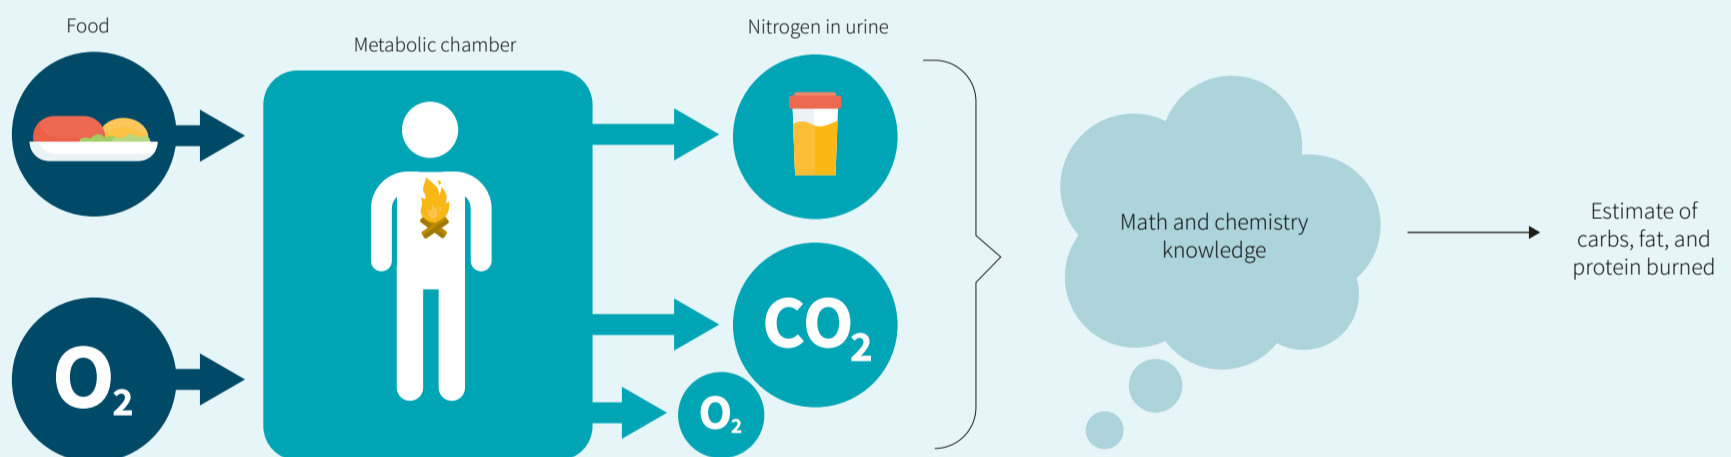 Food
Metabolic chamber
Nitrogen in urine
O₂
CO₂
O₂
Math and chemistry
knowledge
Estimate of
carbs, fat, and
protein burned